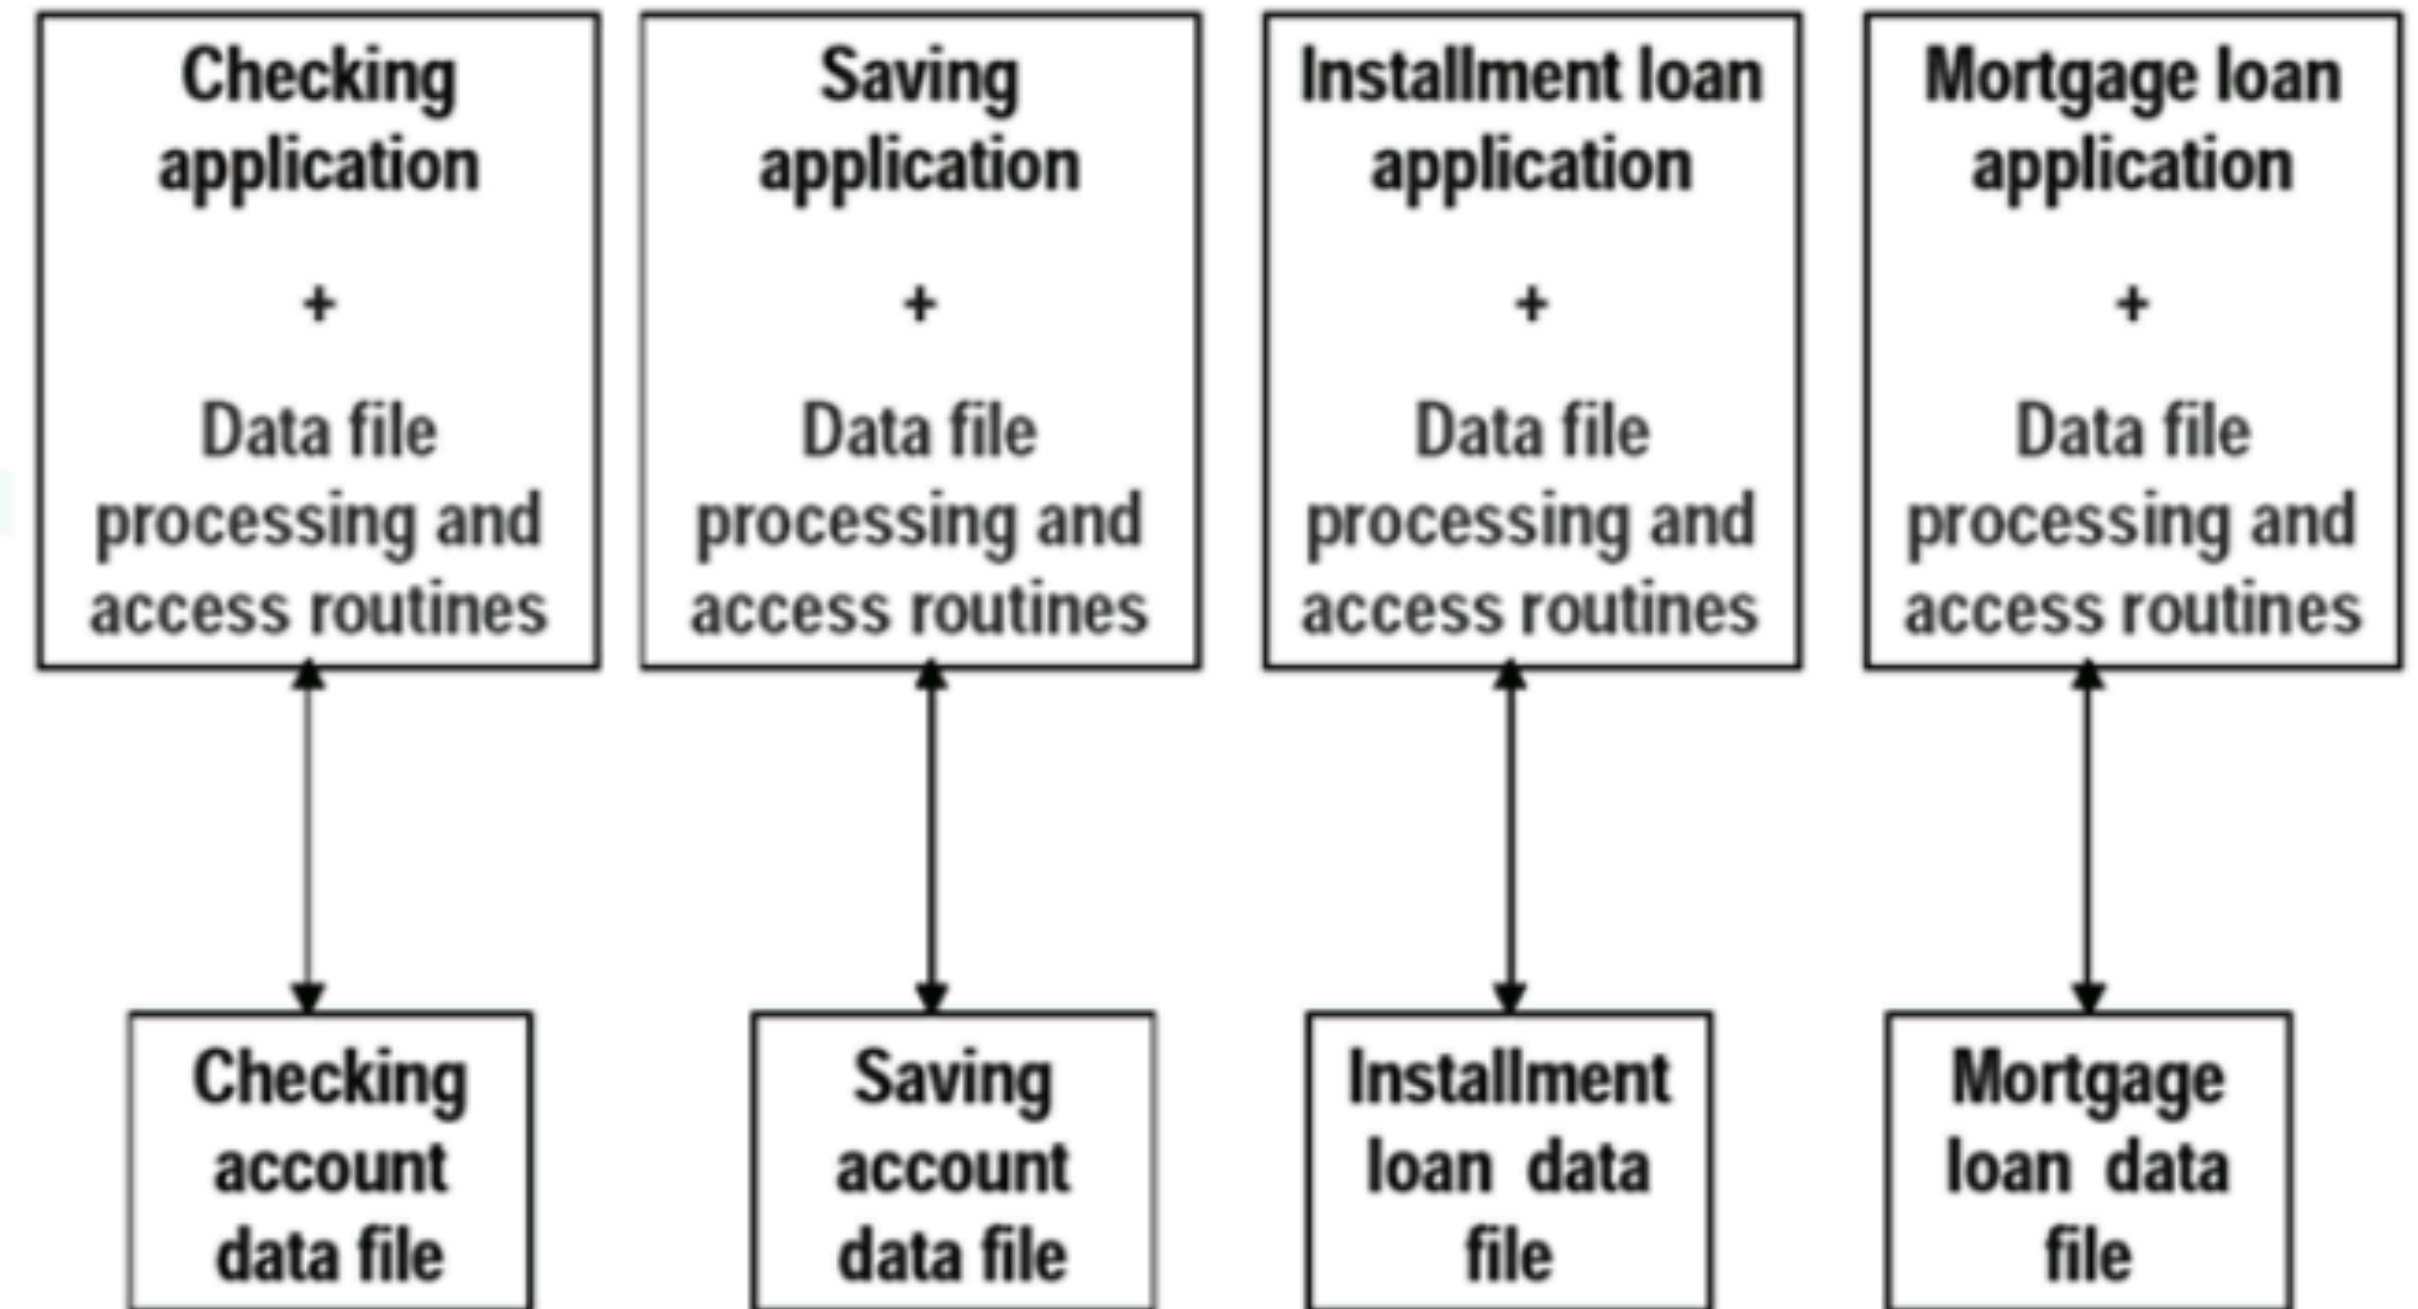 Checking
application
+
Data file
processing and
access routines
Saving
application
+
Data file
processing and
access routines
Installment loan
application
+
Data file
processing and
access routines
Mortgage loan
application
+
Data file
processing and
access routines
Checking
account
data file
Saving
account
data file
Installment
loan data
file
Mortgage
loan data
file